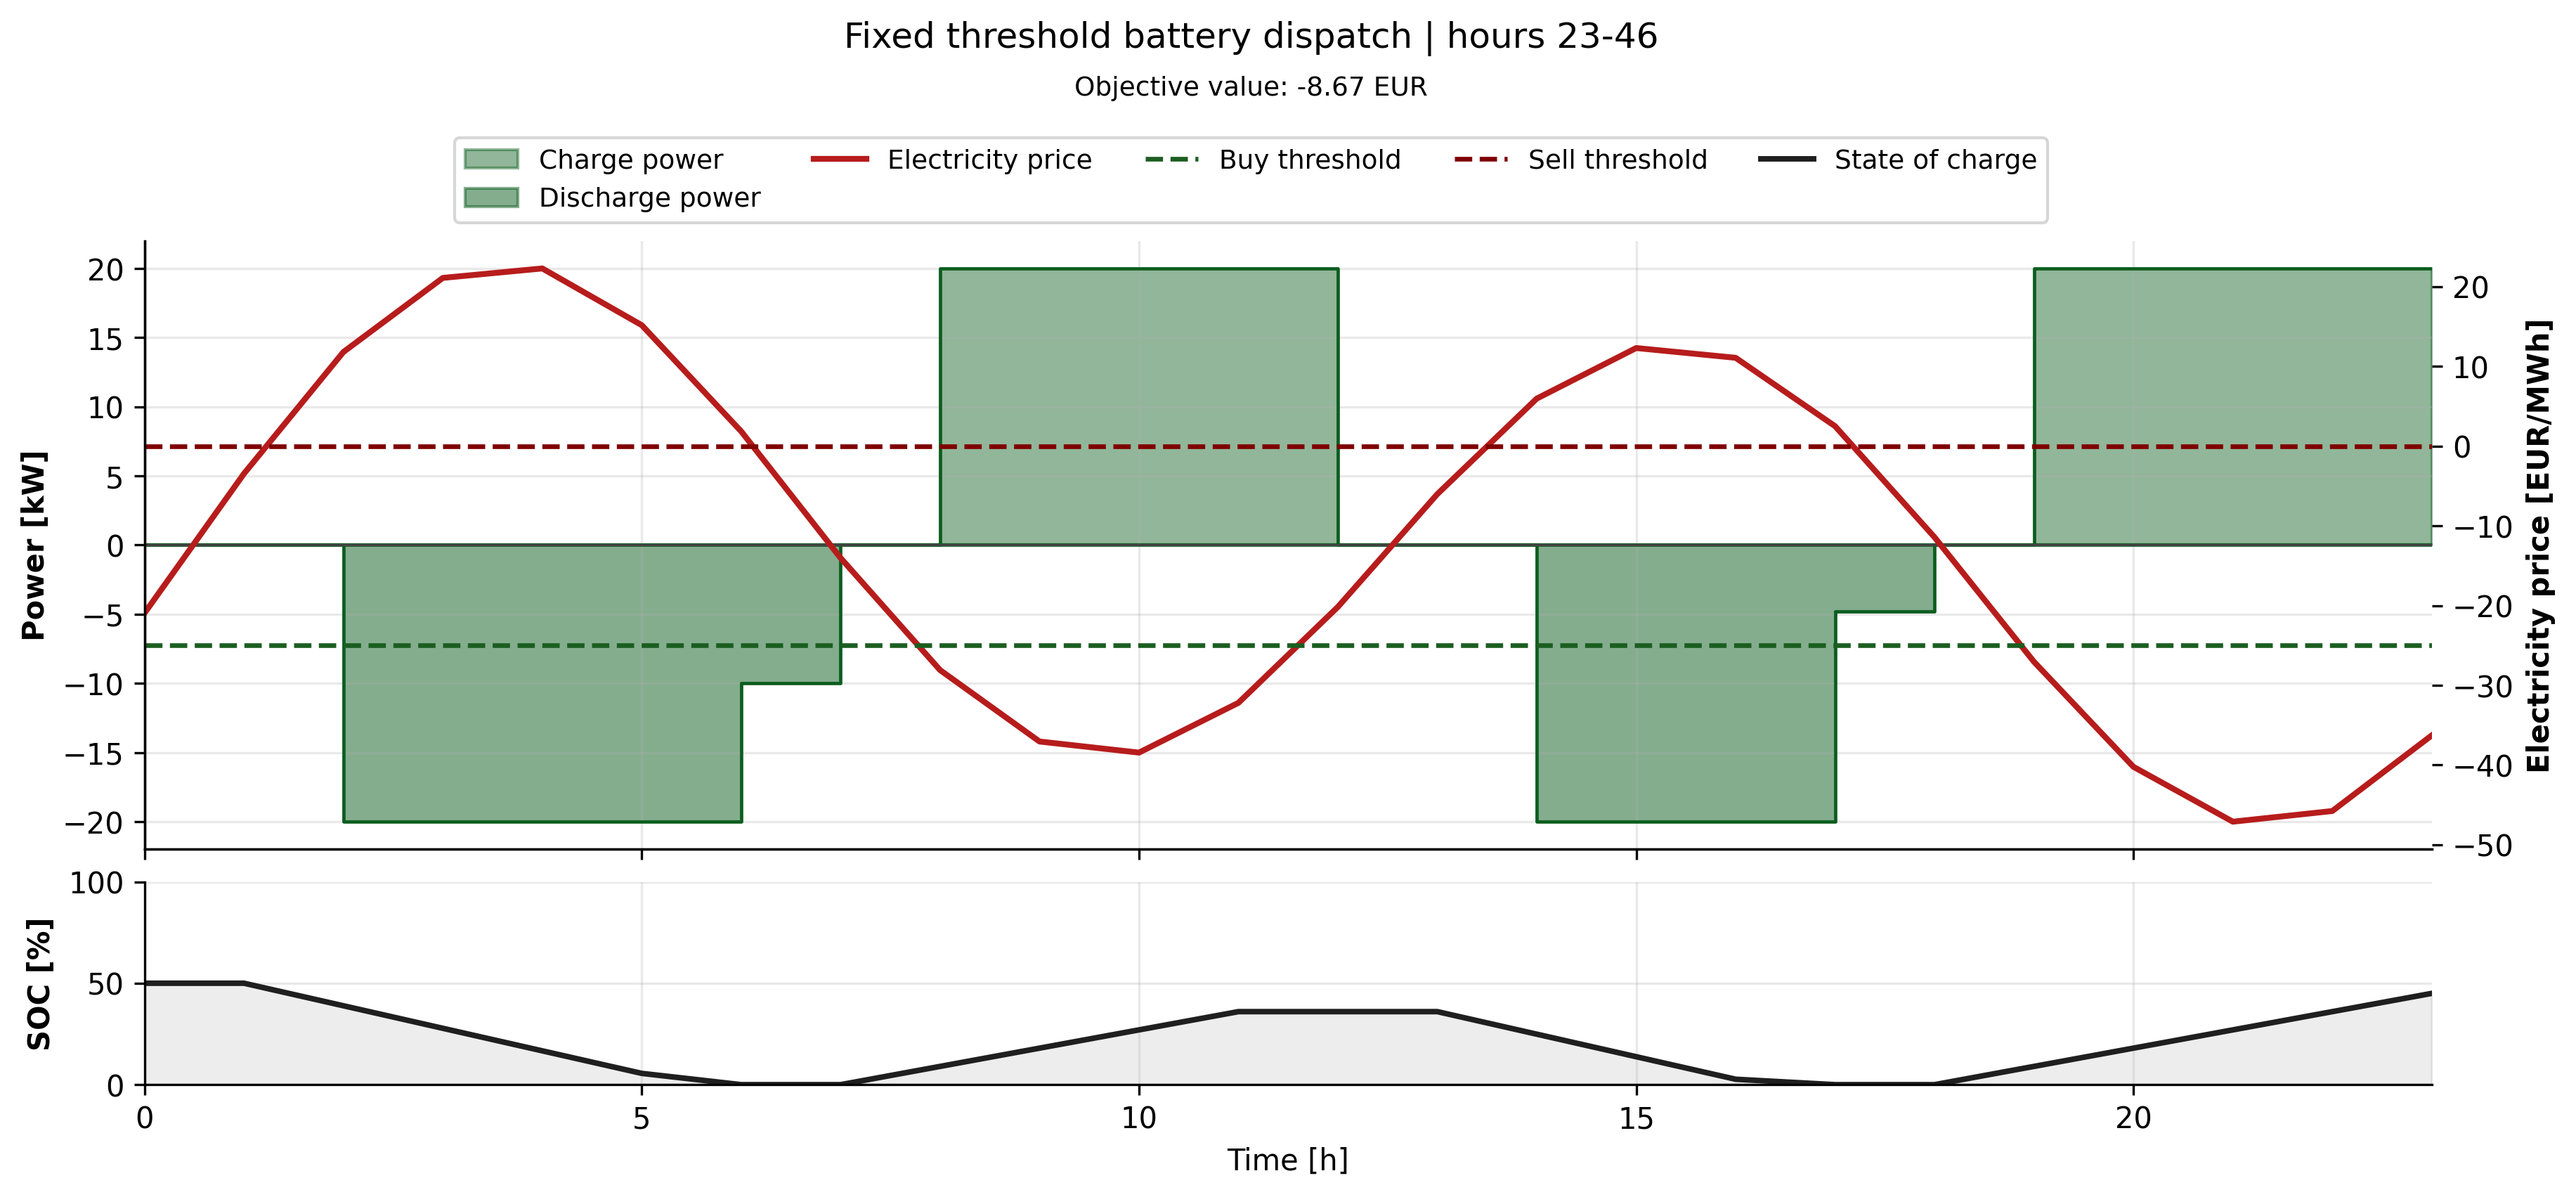 Fixed threshold battery dispatch | hours 23-46
Objective value: -8.67 EUR
Charge power
Discharge power
Electricity price
Buy threshold
Sell threshold
State of charge
Power [kW]
20
15
10
5
0
−5
−10
−15
−20
Electricity price [EUR/MWh]
20
10
0
−10
−20
−30
−40
−50
SOC [%]
100
50
0
0
5
10
15
20
Time [h]